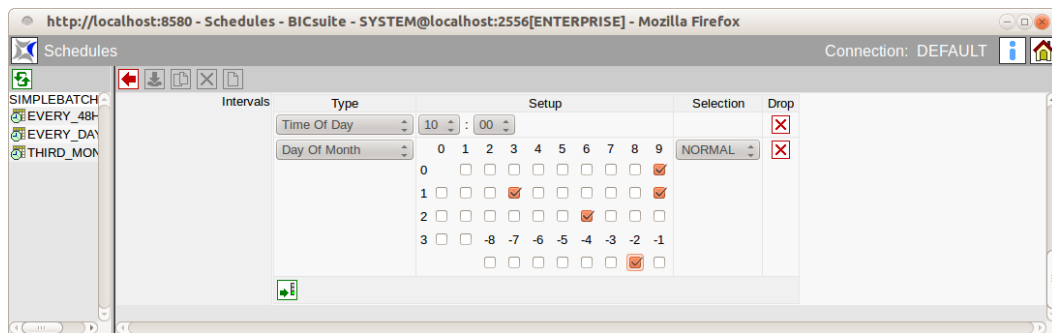 http://localhost:8580 - Schedules - BICsuite - SYSTEM@localhost:2556[ENTERPRISE] - Mozilla Firefox
Schedules Connection: DEFAULT
SIMPLEBATCH
EVERY_48H
EVERY_DAY
THIRD_MON
Intervals Type Setup Selection Drop
Time Of Day 10 : 00
Day Of Month 0 1 2 3 4 5 6 7 8 9 NORMAL
0
1
2
3 -8 -7 -6 -5 -4 -3 -2 -1